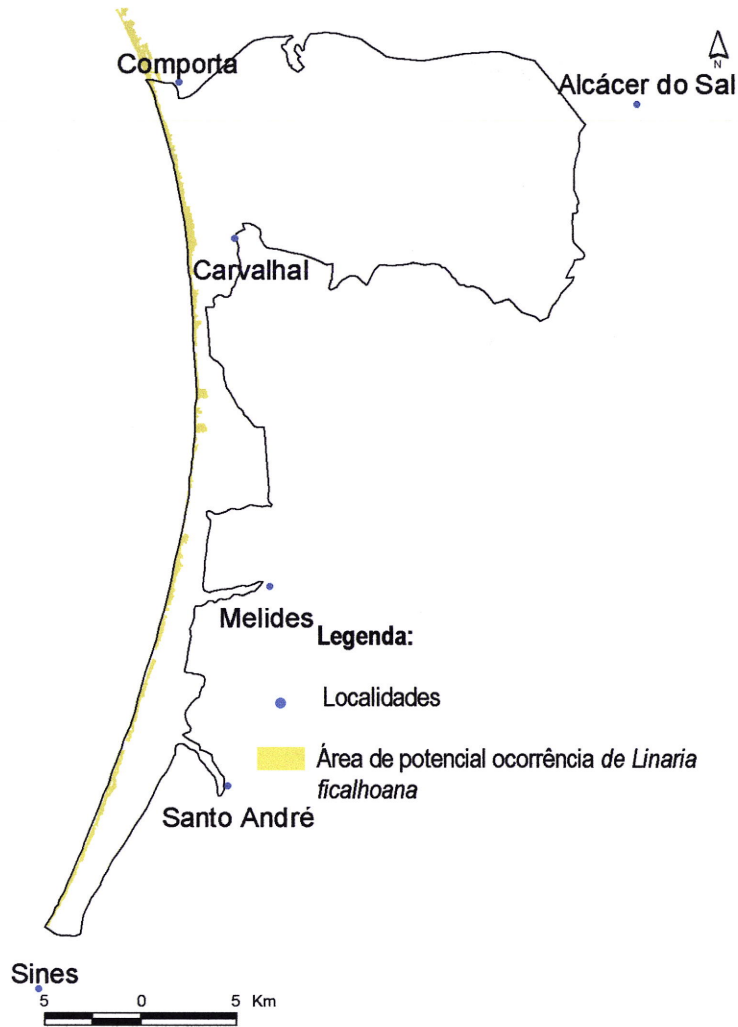 Comporta
N
Alcácer do Sal
Carvalhal
Melides
Legenda:
Localidades
Área de potencial ocorrência de Linaria
ficalhoana
Santo André
Sines
5 0 5 Km